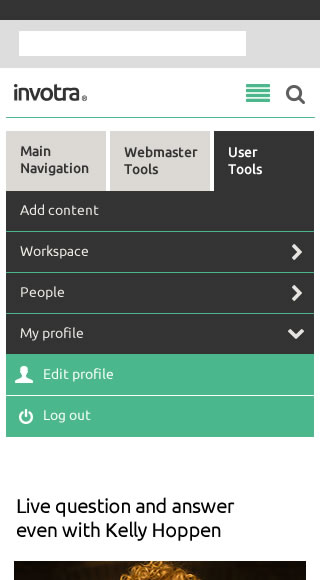 invotra®
Main
Navigation
Webmaster
Tools
User
Tools
Add content
Workspace
People
My profile
Edit profile
Log out
Live question and answer
even with Kelly Hoppen